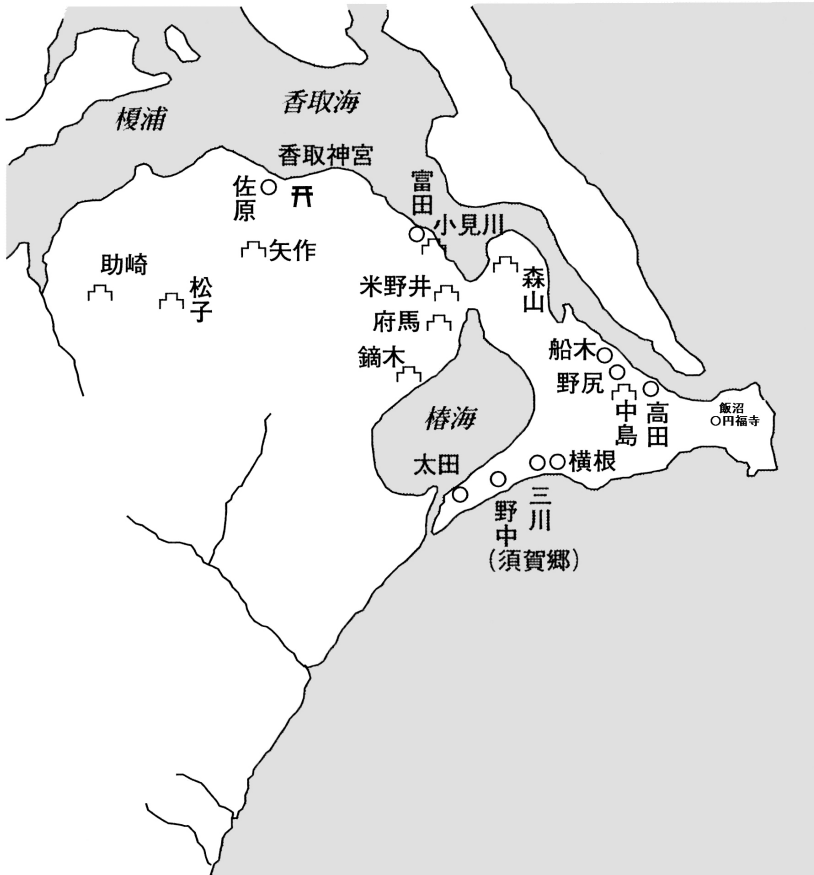 香取海
榎浦
香取神宮
佐原
富田
小見川
矢作
助崎
松子
米野井
森山
府馬
鏑木
船木
野尻
中島
高田
飯沼
円福寺
椿海
太田
横根
三川
野中
(須賀郷)